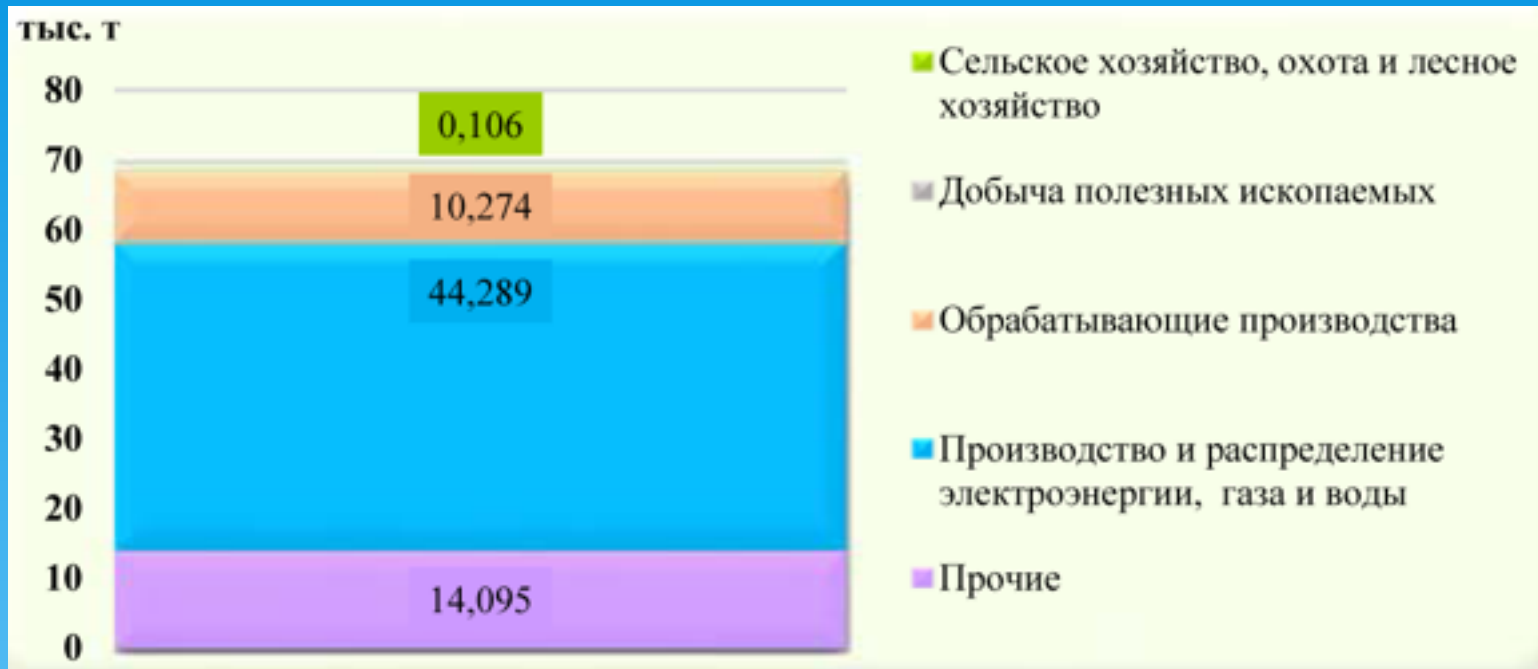 тыс. т
80
70
60
50
40
30
20
10
0
0,106
10,274
44,289
14,095
Сельское хозяйство, охота и лесное
хозяйство
Добыча полезных ископаемых
Обрабатывающие производства
Производство и распределение
электроэнергии, газа и воды
Прочие